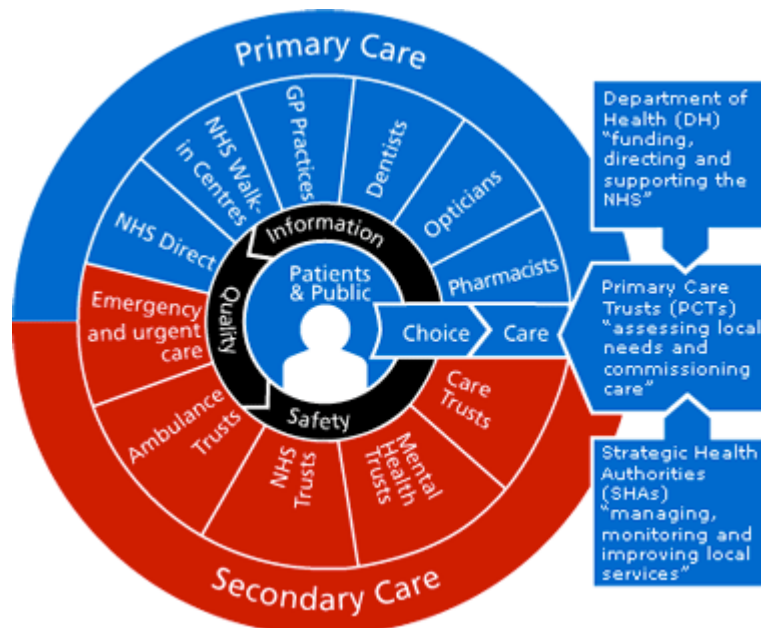 Primary Care
NHS Direct
NHS Walk-
in Centres
GP Practices
Dentists
Opticians
Pharmacists
Information
Quality
Safety
Patients
& Public
Choice
Care
Emergency
and urgent
care
Ambulance
Trusts
NHS
Trusts
Mental
Health
Trusts
Care Trusts
Secondary Care
Department of
Health (DH)
"funding,
directing and
supporting the
NHS"
Primary Care
Trusts (PCTs)
"assessing local
needs and
commissioning
care"
Strategic Health
Authorities
(SHAs)
"managing,
monitoring and
improving local
services"